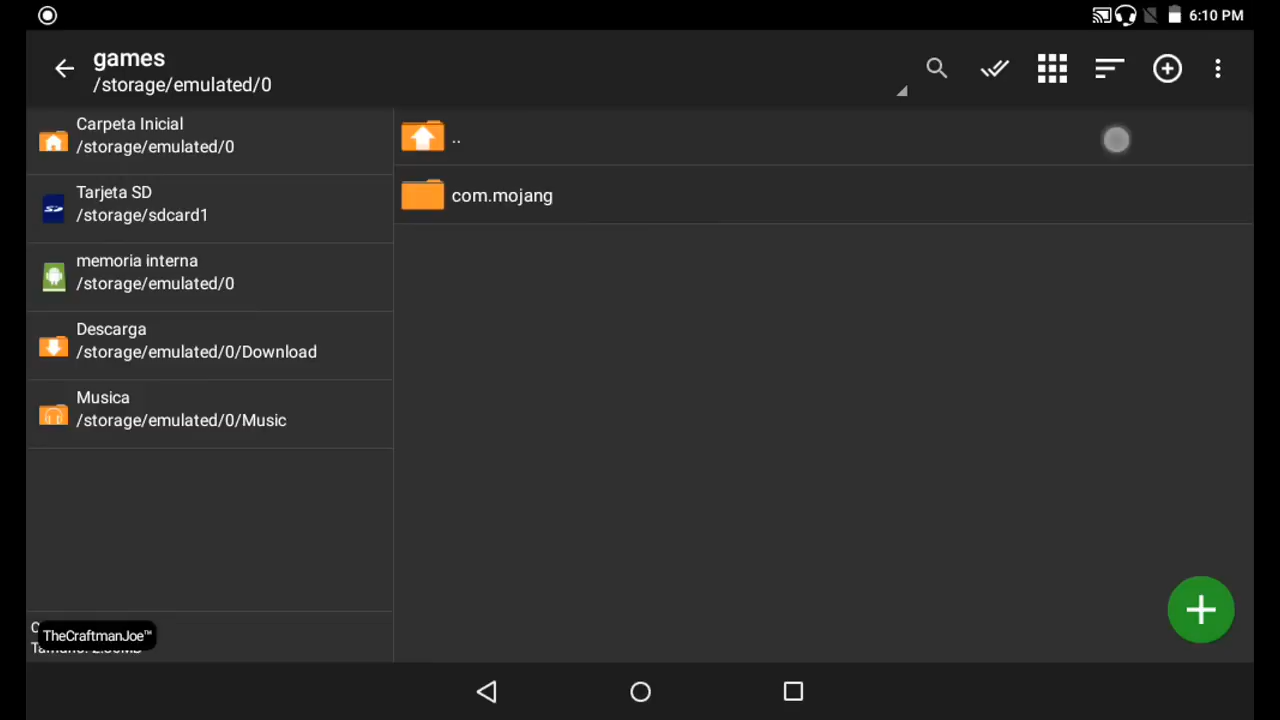 6:10 PM
games
/storage/emulated/0
Carpeta Inicial
/storage/emulated/0
Tarjeta SD
/storage/sdcard1
memoria interna
/storage/emulated/0
Descarga
/storage/emulated/0/Download
Musica
/storage/emulated/0/Music
..
com.mojang
TheCraftmanJoe™